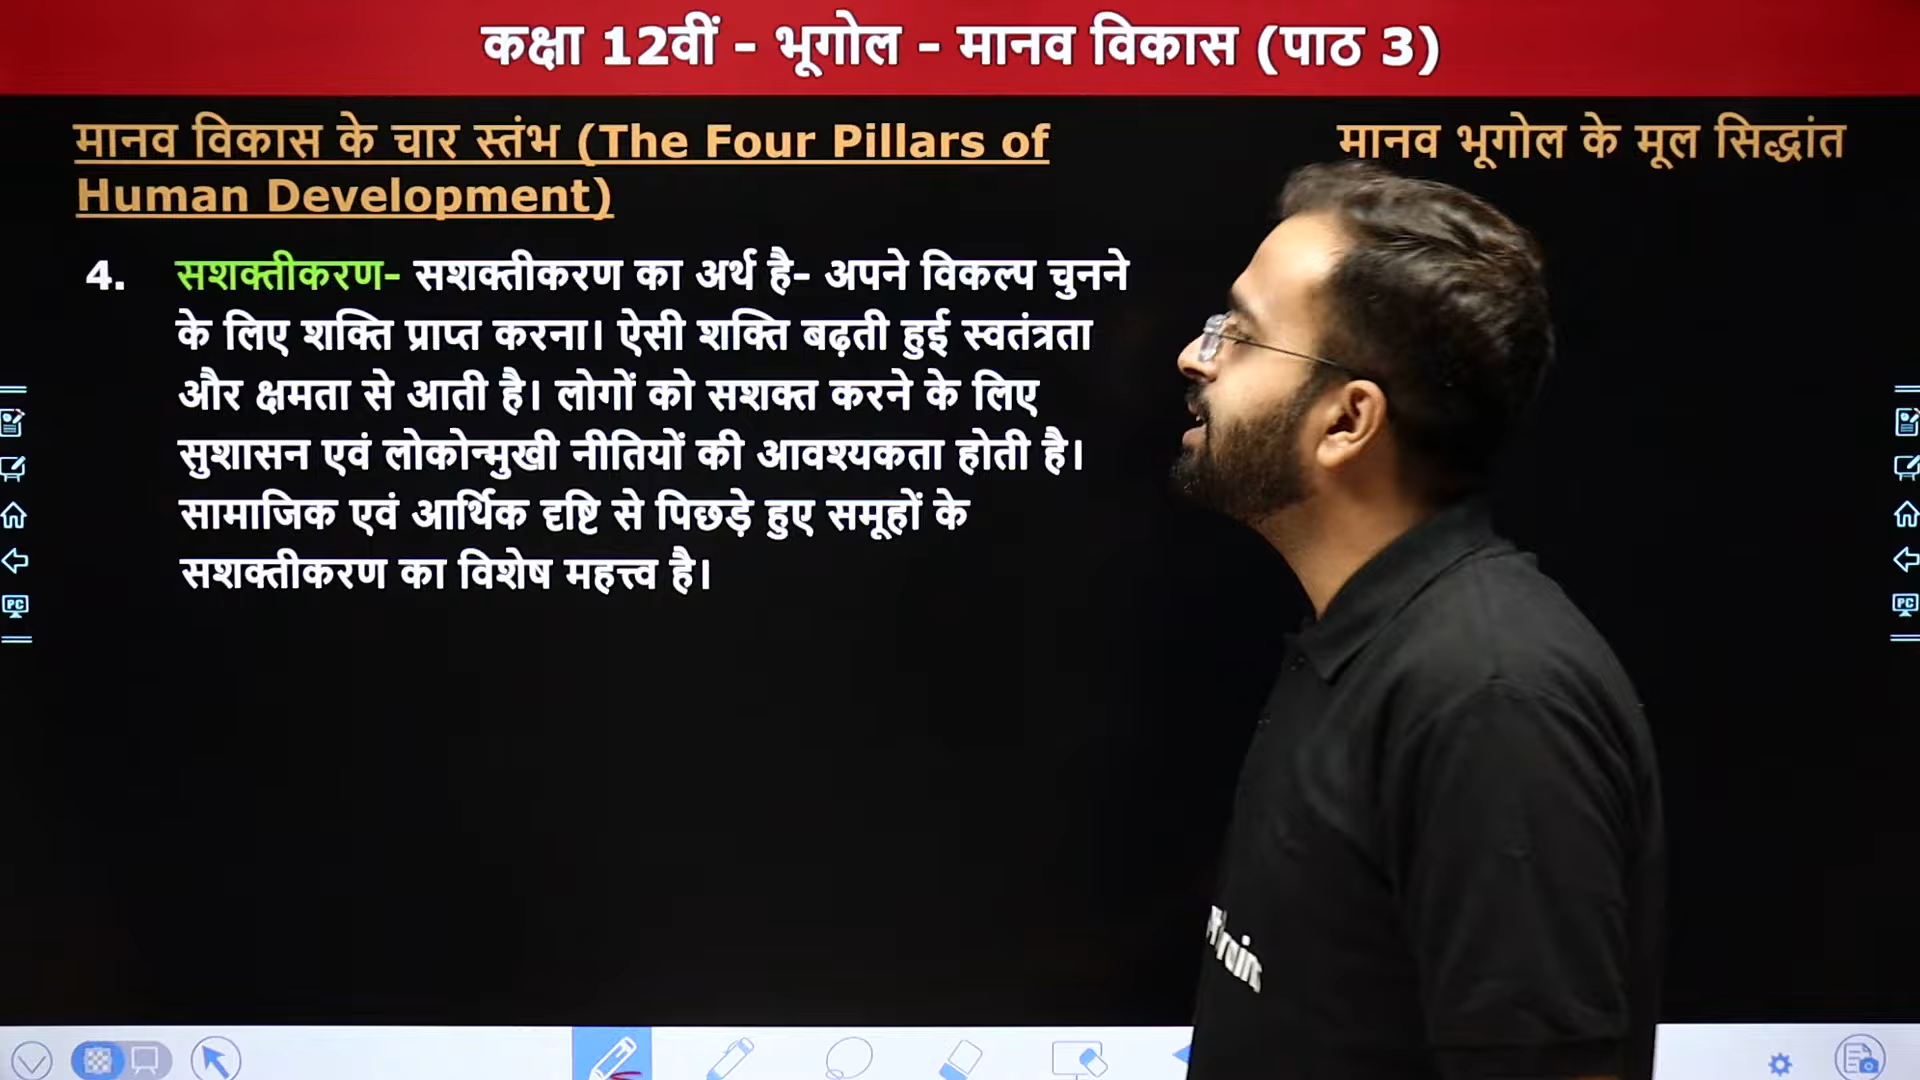 कक्षा 12वीं - भूगोल - मानव विकास (पाठ 3)
मानव विकास के चार स्तंभ (The Four Pillars of
Human Development)
मानव भूगोल के मूल सिद्धांत
4. सशक्तीकरण- सशक्तीकरण का अर्थ है- अपने विकल्प चुनने
के लिए शक्ति प्राप्त करना। ऐसी शक्ति बढ़ती हुई स्वतंत्रता
और क्षमता से आती है। लोगों को सशक्त करने के लिए
सुशासन एवं लोकोन्मुखी नीतियों की आवश्यकता होती है।
सामाजिक एवं आर्थिक दृष्टि से पिछड़े हुए समूहों के
सशक्तीकरण का विशेष महत्त्व है।
PC
PC